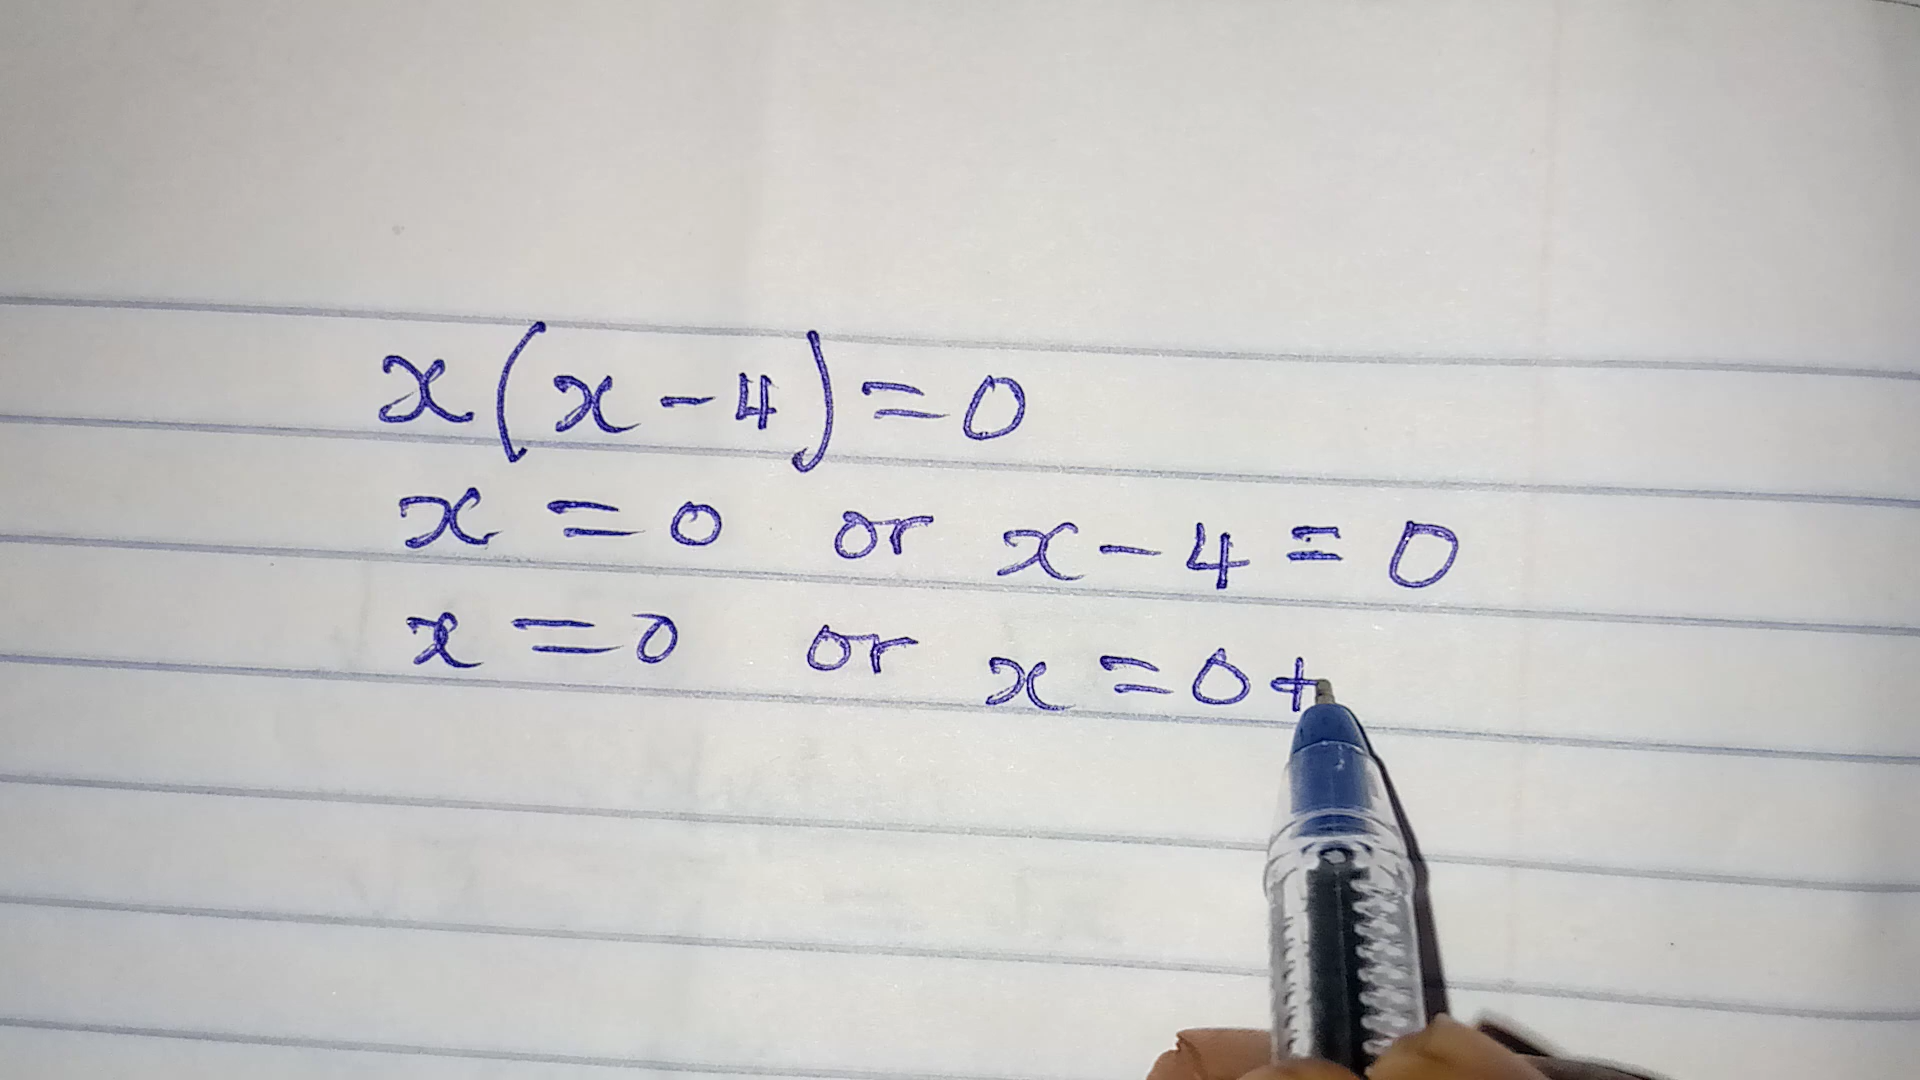 x(x-4)=0
x = 0 or x-4 = 0
x = 0 or x = 0+